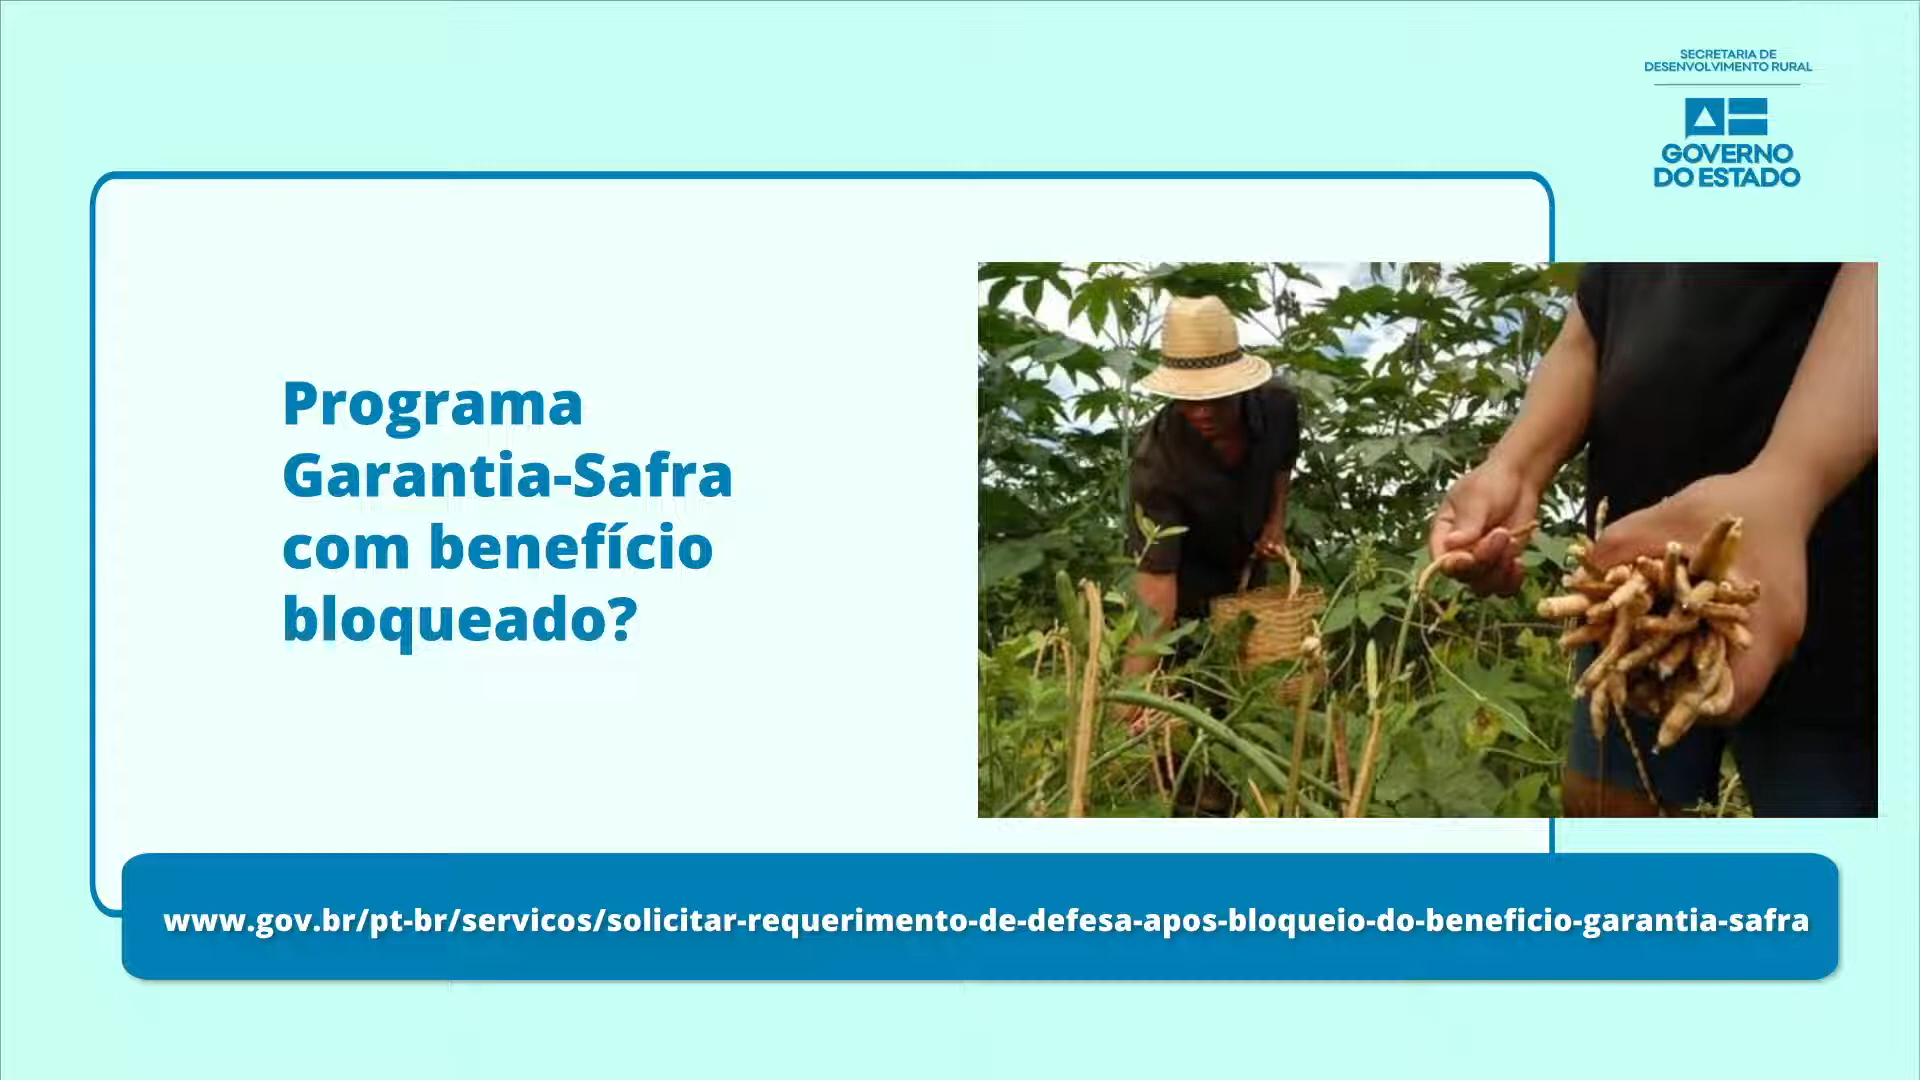 SECRETARIA DE
DESENVOLVIMENTO RURAL
GOVERNO
DO ESTADO
Programa
Garantia-Safra
com benefício
bloqueado?
www.gov.br/pt-br/servicos/solicitar-requerimento-de-defesa-apos-bloqueio-do-beneficio-garantia-safra